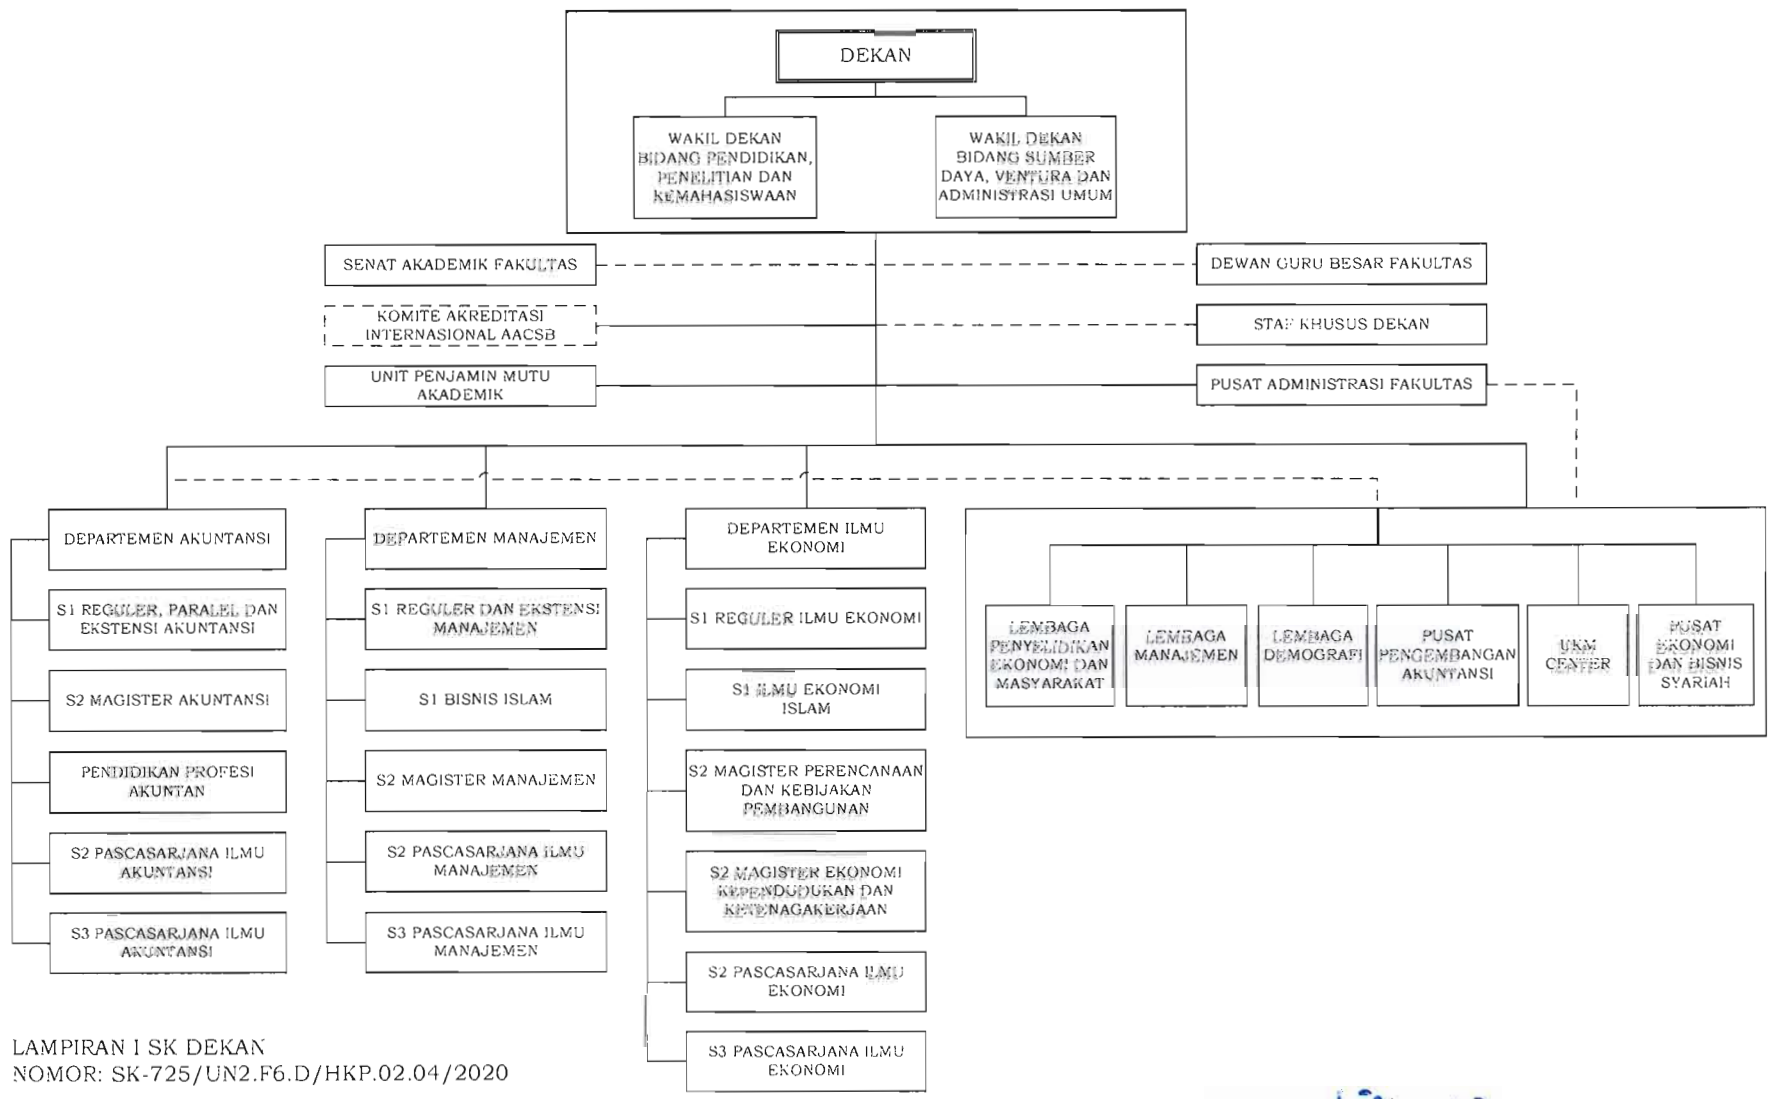 DEKAN
WAKIL DEKAN
BIDANG PENDIDIKAN,
PENELITIAN DAN
KEMAHASISWAAN
WAKIL DEKAN
BIDANG SUMBER
DAYA, VENTURA DAN
ADMINISTRASI UMUM
SENAT AKADEMIK FAKULTAS
DEWAN GURU BESAR FAKULTAS
KOMITE AKREDITASI
INTERNASIONAL AACSB
STAF KHUSUS DEKAN
UNIT PENJAMIN MUTU
AKADEMIK
PUSAT ADMINISTRASI FAKULTAS
DEPARTEMEN AKUNTANSI
S1 REGULER, PARALEL DAN
EKSTENSI AKUNTANSI
S2 MAGISTER AKUNTANSI
PENDIDIKAN PROFESI
AKUNTAN
S2 PASCASARJANA ILMU
AKUNTANSI
S3 PASCASARJANA ILMU
AKUNTANSI
DEPARTEMEN MANAJEMEN
S1 REGULER DAN EKSTENSI
MANAJEMEN
S1 BISNIS ISLAM
S2 MAGISTER MANAJEMEN
S2 PASCASARJANA ILMU
MANAJEMEN
S3 PASCASARJANA ILMU
MANAJEMEN
DEPARTEMEN ILMU
EKONOMI
S1 REGULER ILMU EKONOMI
S1 ILMU EKONOMI
ISLAM
S2 MAGISTER PERENCANAAN
DAN KEBIJAKAN
PEMBANGUNAN
S2 MAGISTER EKONOMI
KEPENDUDUKAN DAN
KETENAGAKERJAAN
S2 PASCASARJANA ILMU
EKONOMI
S3 PASCASARJANA ILMU
EKONOMI
LEMBAGA
PENYELIDIKAN
EKONOMI DAN
MASYARAKAT
LEMBAGA
MANAJEMEN
LEMBAGA
DEMOGRAFI
PUSAT
PENGEMBANGAN
AKUNTANSI
UKM
CENTER
PUSAT
EKONOMI
DAN BISNIS
SYARIAH
LAMPIRAN I SK DEKAN
NOMOR: SK-725/UN2.F6.D/HKP.02.04/2020